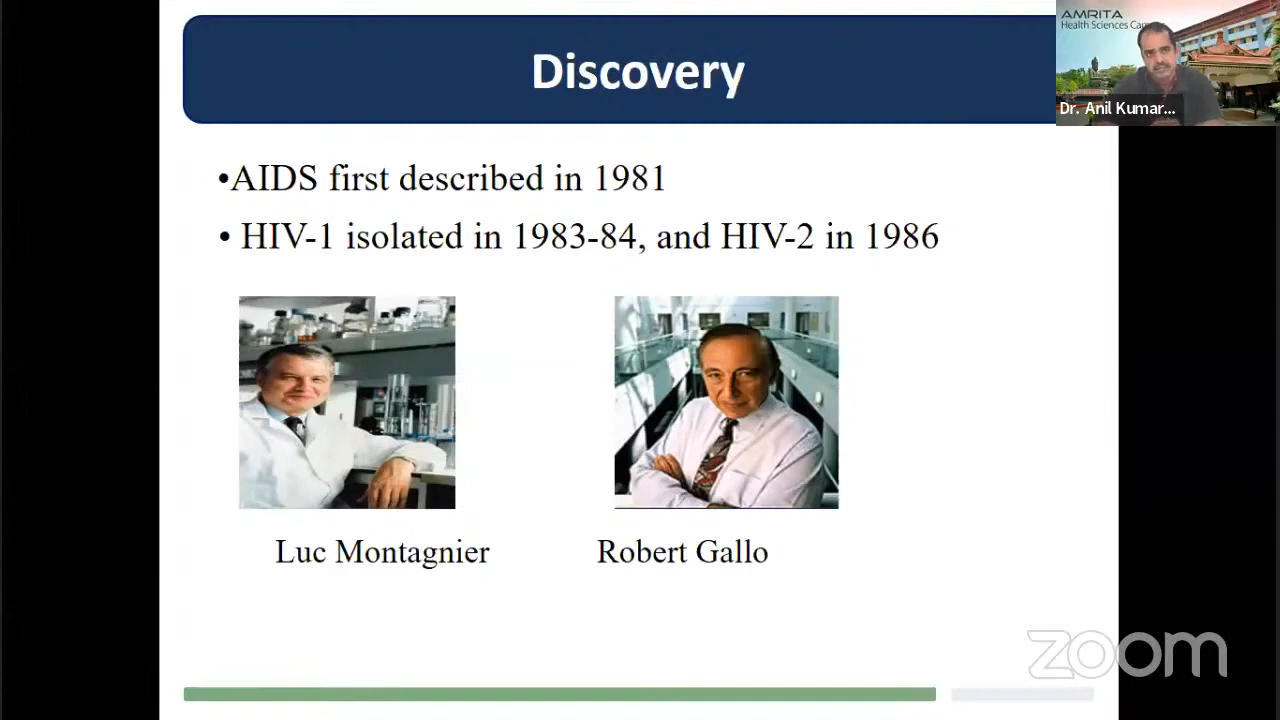 Discovery
AMRITA
Health Sciences Cam
Dr. Anil Kumar...
•AIDS first described in 1981
• HIV-1 isolated in 1983-84, and HIV-2 in 1986
Luc Montagnier
Robert Gallo
zoom